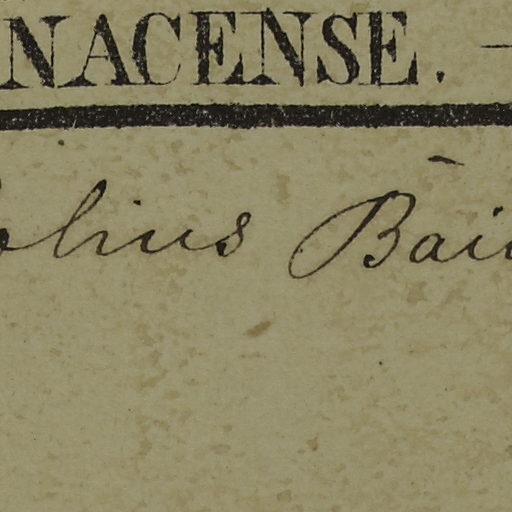 NACENSE. —
olius Bai